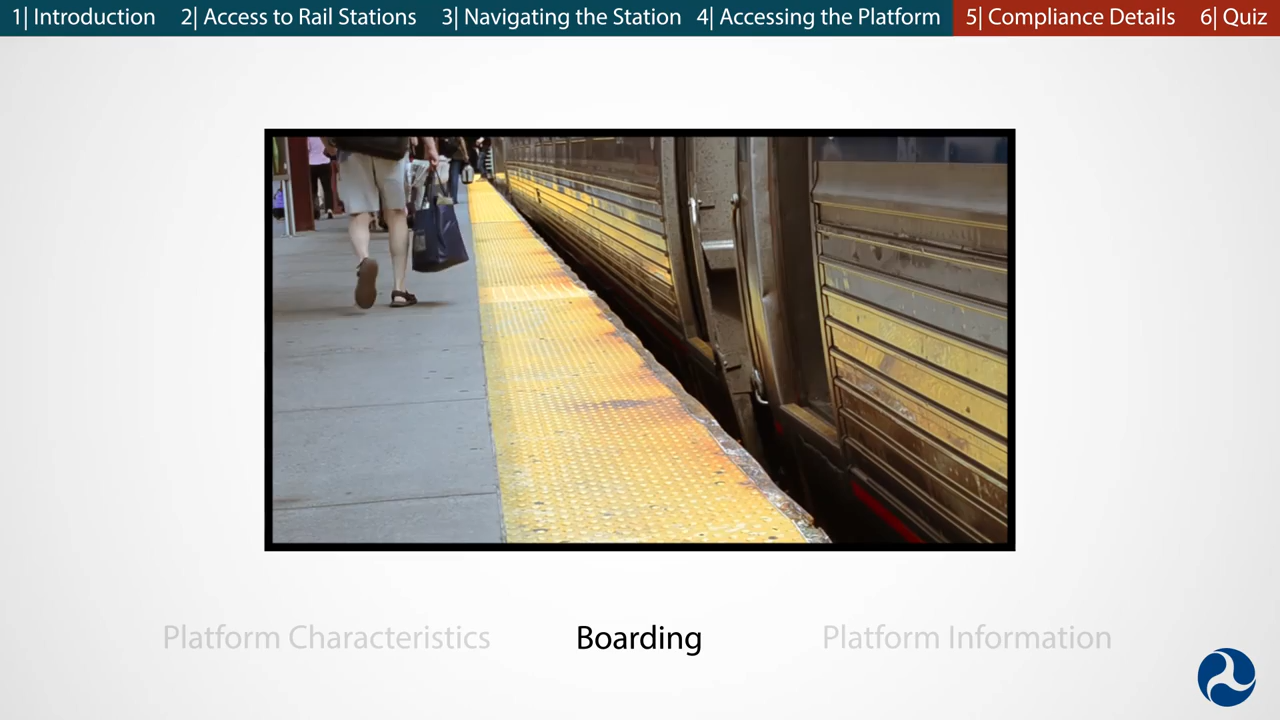 1| Introduction 2| Access to Rail Stations 3| Navigating the Station 4| Accessing the Platform 5| Compliance Details 6| Quiz
Platform Characteristics Boarding Platform Information